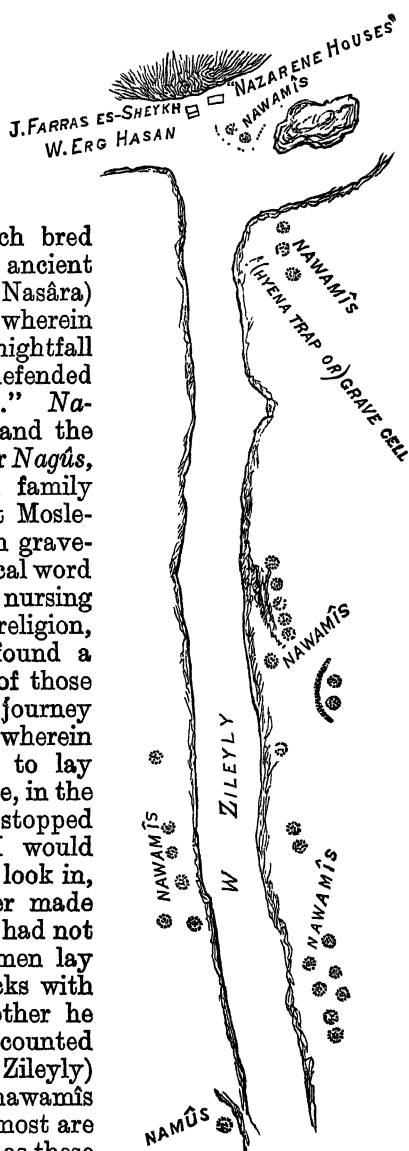 "NAZARENE HOUSES"
J. FARRAS ES-SHEYKH
NAWAMÎS
W. ERG HASAN
NAWAMÎS
(HYENA TRAP OR) GRAVE CELL
NAWAMÎS
W ZILEYLY
NAWAMÎS
NAWAMÎS
NAMÛS
ch bred
ancient
Nasâra)
wherein
nightfall
defended
." Na-
and the
r Nagûs,
family
t Mosle-
n grave-
cal word
nursing
religion,
found a
of those
journey
wherein
to lay
e, in the
stopped
I would
look in,
er made
had not
men lay
cks with
other he
counted
Zileyly)
nawamîs
most are
as these